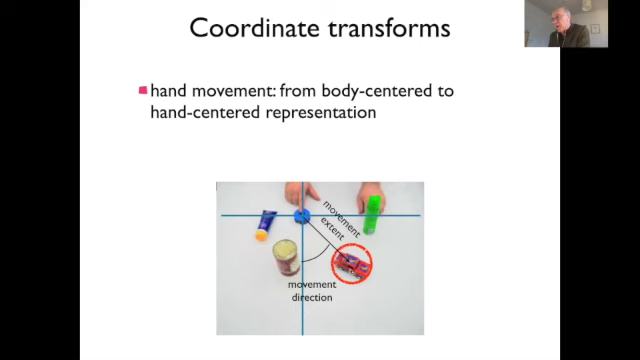 Coordinate transforms
hand movement: from body-centered to
hand-centered representation
movement
extent
movement
direction